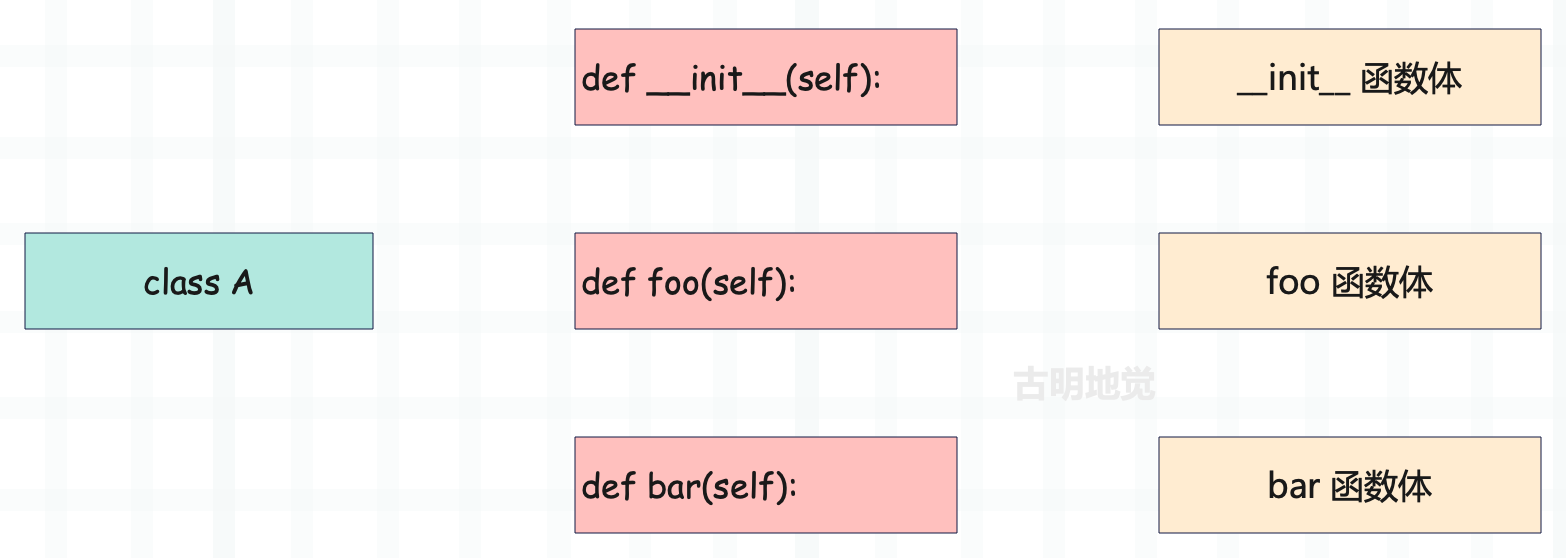 def __init__(self):
__init__ 函数体
class A
def foo(self):
foo 函数体
古明地觉
def bar(self):
bar 函数体